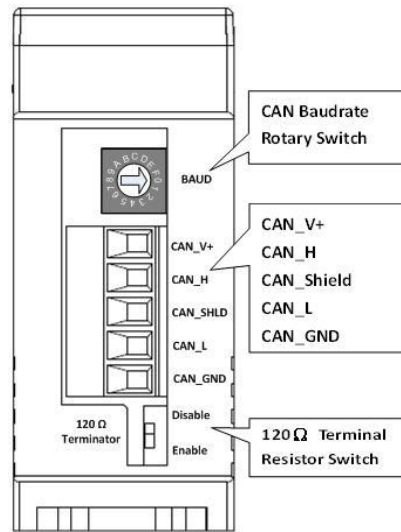 CAN Baudrate
Rotary Switch
0123456789ABCDEF
BAUD
CAN_V+
CAN_H
CAN_SHLD
CAN_L
CAN_GND
CAN_V+
CAN_H
CAN_Shield
CAN_L
CAN_GND
120 Ω
Terminator
Disable
Enable
120Ω Terminal
Resistor Switch